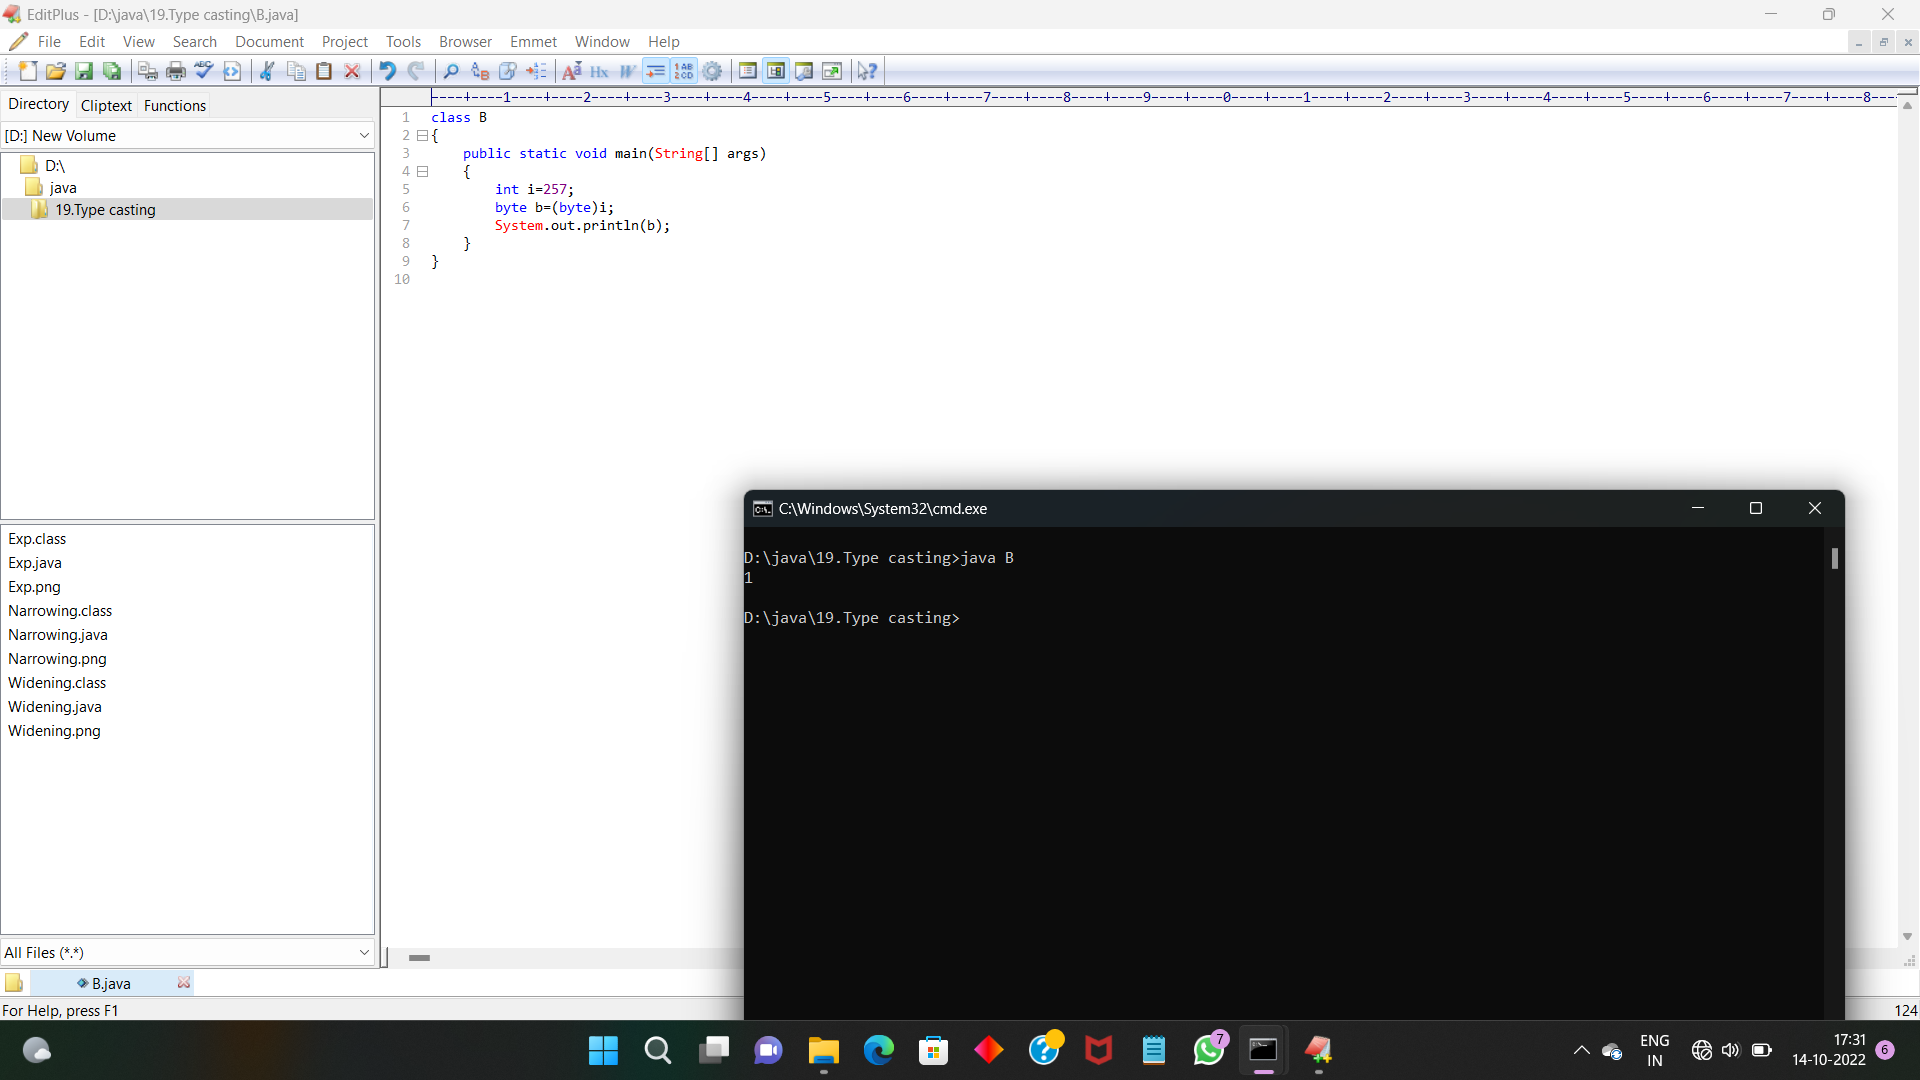 EditPlus - [D:\java\19.Type casting\B.java]
File Edit View Search Document Project Tools Browser Emmet Window Help
Directory Cliptext Functions
[D:] New Volume
D:\
java
19.Type casting
Exp.class
Exp.java
Exp.png
Narrowing.class
Narrowing.java
Narrowing.png
Widening.class
Widening.java
Widening.png
All Files (*.*)
----+----1----+----2----+----3----+----4----+----5----+----6----+----7----+----8----+----9----+----0----+----1----+----2----+----3----+----4----+----5----+----6----+----7----+----8---
1 class B
2 {
3 public static void main(String[] args)
4 {
5 int i=257;
6 byte b=(byte)i;
7 System.out.println(b);
8 }
9 }
10
C:\Windows\System32\cmd.exe
D:\java\19.Type casting>java B
1
D:\java\19.Type casting>
B.java
For Help, press F1
124
7
ENG
IN
17:31
14-10-2022
6